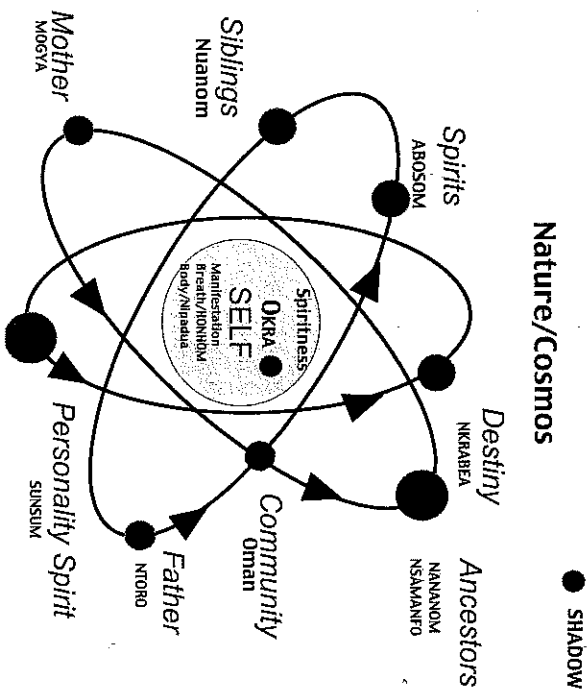 Nature/Cosmos
SHADOW
Spirits
ABOSOM
Destiny
NKRABEA
Ancestors
NANANOM
NSAMANFO
Siblings
Nuanom
Mother
MOGYA
Spiritness
OKRA
SELF
Manifestation
Breath/HONHOM
Body/Nipadua
Community
Oman
Father
NTORO
Personality Spirit
SUNSUM